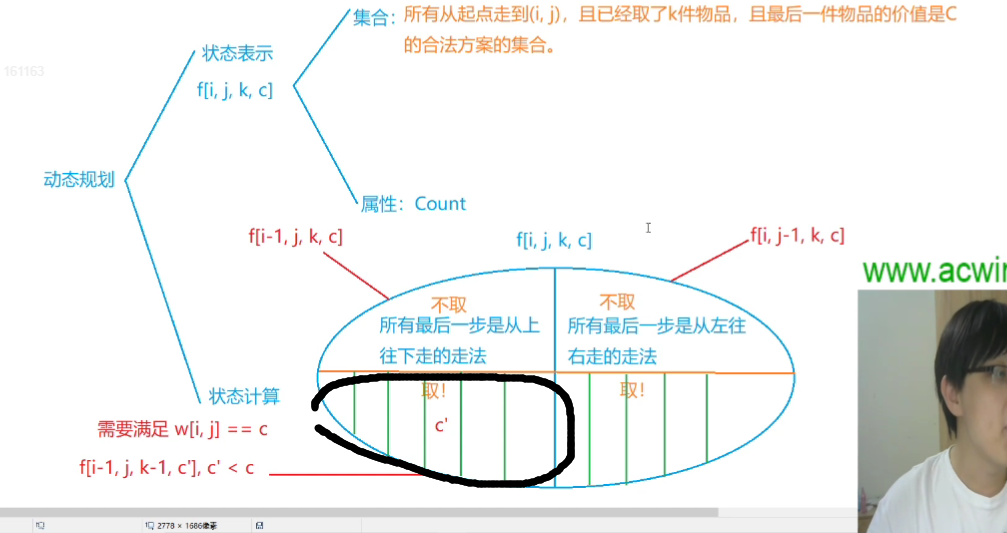 集合：所有从起点走到(i, j)，且已经取了k件物品，且最后一件物品的价值是C
的合法方案的集合。
状态表示
161163
f[i, j, k, c]
动态规划
属性：Count
f[i-1, j, k, c]
f[i, j, k, c]
f[i, j-1, k, c]
www.acwi
不取
不取
所有最后一步是从上
往下走的走法
所有最后一步是从左往
右走的走法
取！
取！
状态计算
c'
需要满足 w[i, j] == c
f[i-1, j, k-1, c'], c' < c
2778 × 1686像素